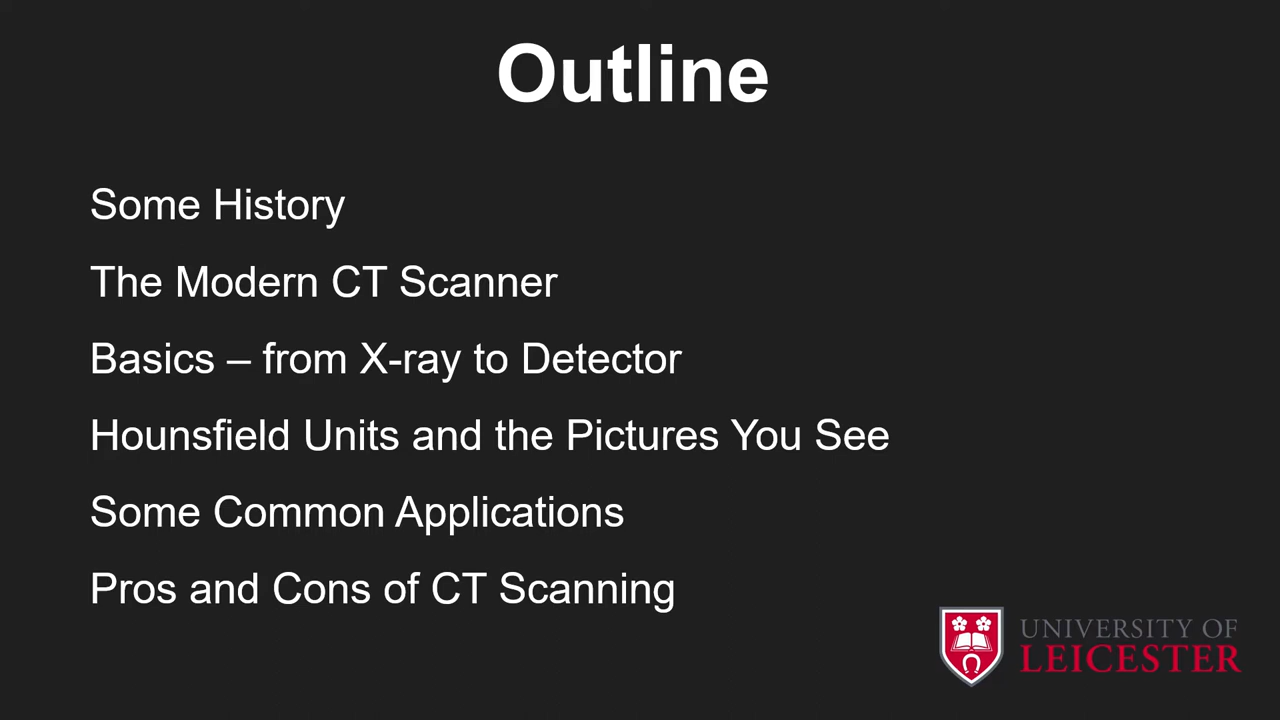 Outline
Some History
The Modern CT Scanner
Basics – from X-ray to Detector
Hounsfield Units and the Pictures You See
Some Common Applications
Pros and Cons of CT Scanning
UNIVERSITY OF
LEICESTER